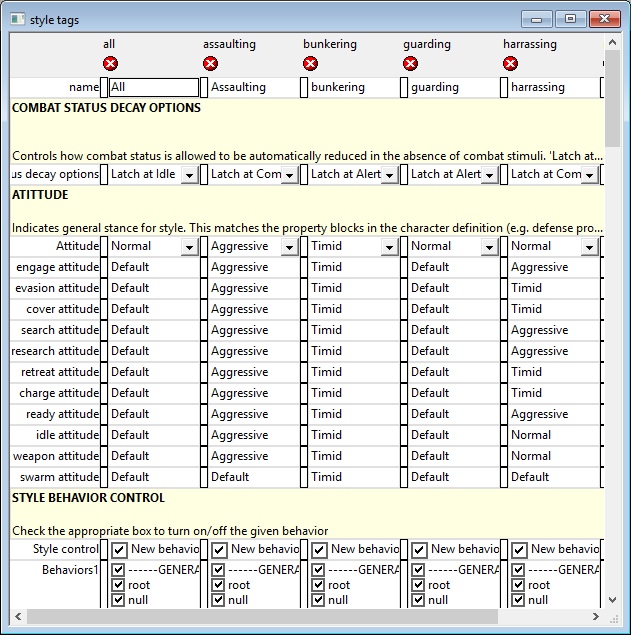 style tags
all assaulting bunkering guarding harrassing
name All Assaulting bunkering guarding harrassing
COMBAT STATUS DECAY OPTIONS
Controls how combat status is allowed to be automatically reduced in the absence of combat stimuli. 'Latch at...
us decay options Latch at Idle Latch at Com Latch at Alert Latch at Alert Latch at Com
ATITTUDE
Indicates general stance for style. This matches the property blocks in the character definition (e.g. defense pro...
Attitude Normal Aggressive Timid Normal Normal
engage attitude Default Aggressive Timid Default Aggressive
evasion attitude Default Aggressive Timid Default Timid
cover attitude Default Aggressive Timid Default Timid
search attitude Default Aggressive Timid Default Aggressive
research attitude Default Aggressive Timid Default Aggressive
retreat attitude Default Aggressive Timid Default Timid
charge attitude Default Aggressive Timid Default Timid
ready attitude Default Aggressive Timid Default Aggressive
idle attitude Default Aggressive Timid Default Normal
weapon attitude Default Aggressive Timid Default Normal
swarm attitude Default Default Timid Default Default
STYLE BEHAVIOR CONTROL
Check the appropriate box to turn on/off the given behavior
Style control New behavio New behavio New behavio New behavio New behavio
Behaviors1 ------GENERA ------GENERA ------GENERA ------GENERA ------GENERA
root root root root root
null null null null null